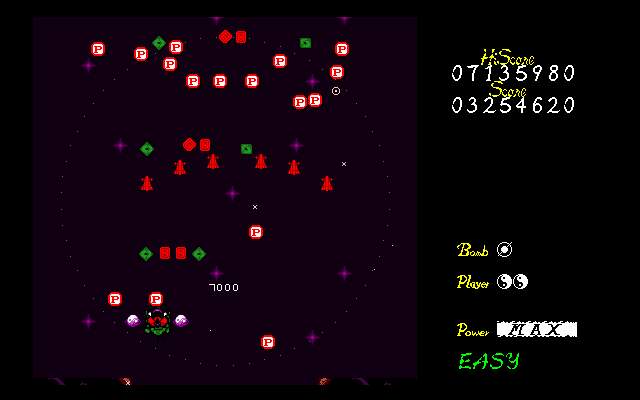 HiScore
07135980
Score
03254620
P P P P P
P P P P P P P
P P
P
7000
P P
P
Bomb
Player
Power MAX
EASY